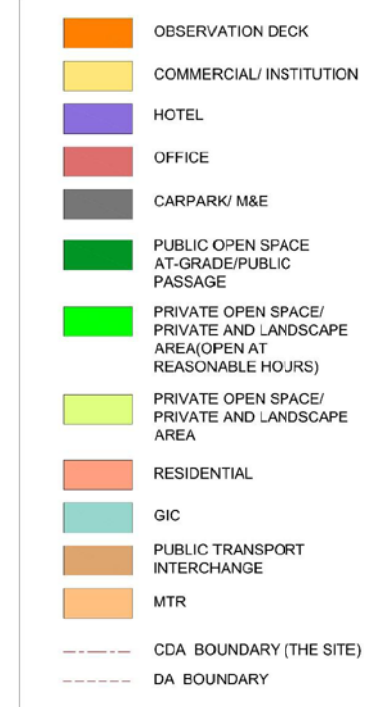 OBSERVATION DECK
COMMERCIAL/ INSTITUTION
HOTEL
OFFICE
CARPARK/ M&E
PUBLIC OPEN SPACE
AT-GRADE/PUBLIC
PASSAGE
PRIVATE OPEN SPACE/
PRIVATE AND LANDSCAPE
AREA(OPEN AT
REASONABLE HOURS)
PRIVATE OPEN SPACE/
PRIVATE AND LANDSCAPE
AREA
RESIDENTIAL
GIC
PUBLIC TRANSPORT
INTERCHANGE
MTR
CDA BOUNDARY (THE SITE)
DA BOUNDARY